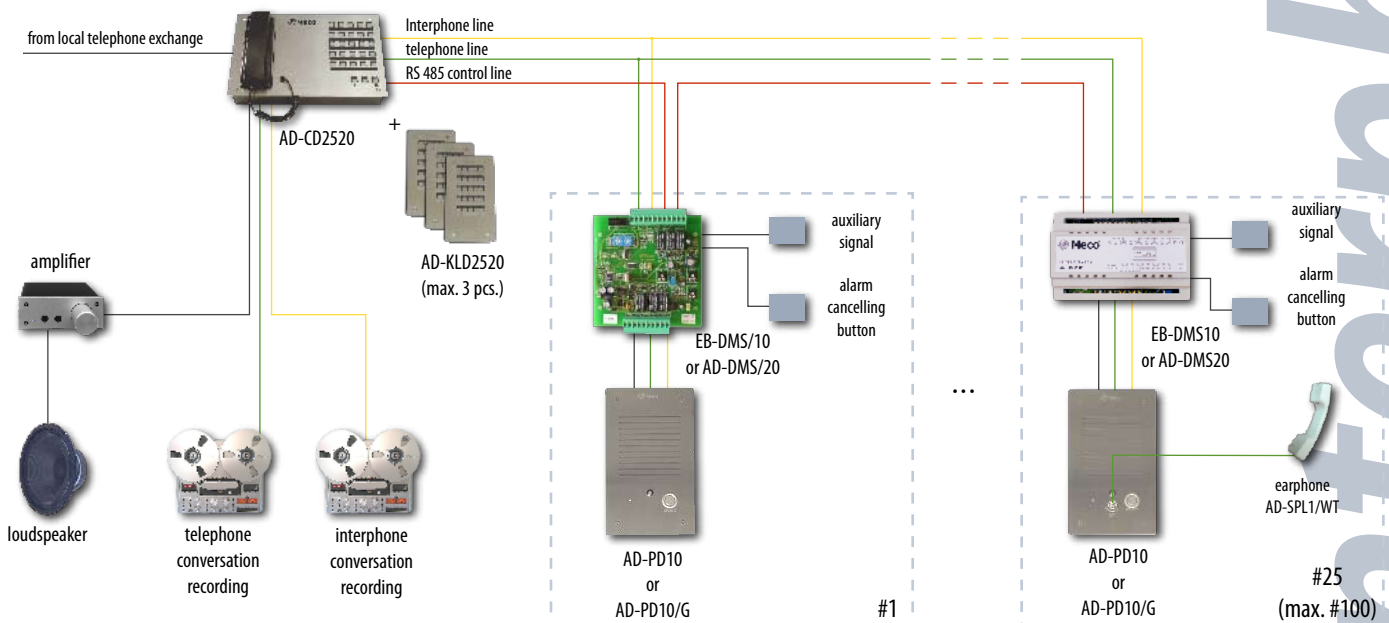 from local telephone exchange
Interphone line
telephone line
RS 485 control line
Meco
AD-CD2520
+
AD-KLD2520
(max. 3 pcs.)
amplifier
loudspeaker
telephone
conversation
recording
interphone
conversation
recording
auxiliary
signal
alarm
cancelling
button
EB-DMS/10
or AD-DMS/20
AD-PD10
or
AD-PD10/G
#1
...
Meco
auxiliary
signal
alarm
cancelling
button
EB-DMS10
or AD-DMS20
earphone
AD-SPL1/WT
AD-PD10
or
AD-PD10/G
#25
(max. #100)